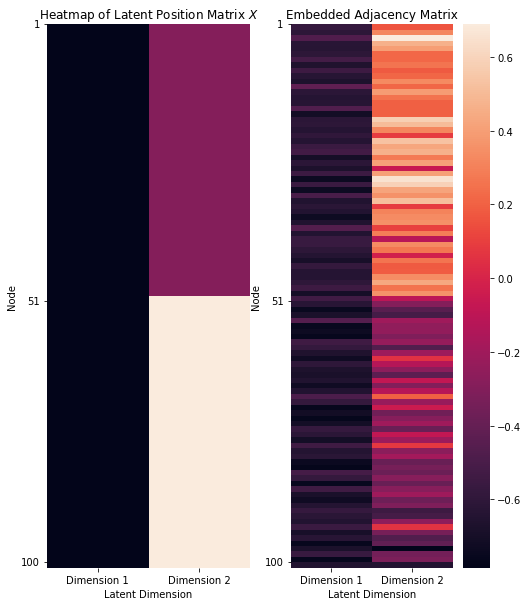 Heatmap of Latent Position Matrix X
Embedded Adjacency Matrix
1
51
100
Node
Dimension 1
Dimension 2
Latent Dimension
1
51
100
Node
Dimension 1
Dimension 2
Latent Dimension
0.6
0.4
0.2
0.0
−0.2
−0.4
−0.6